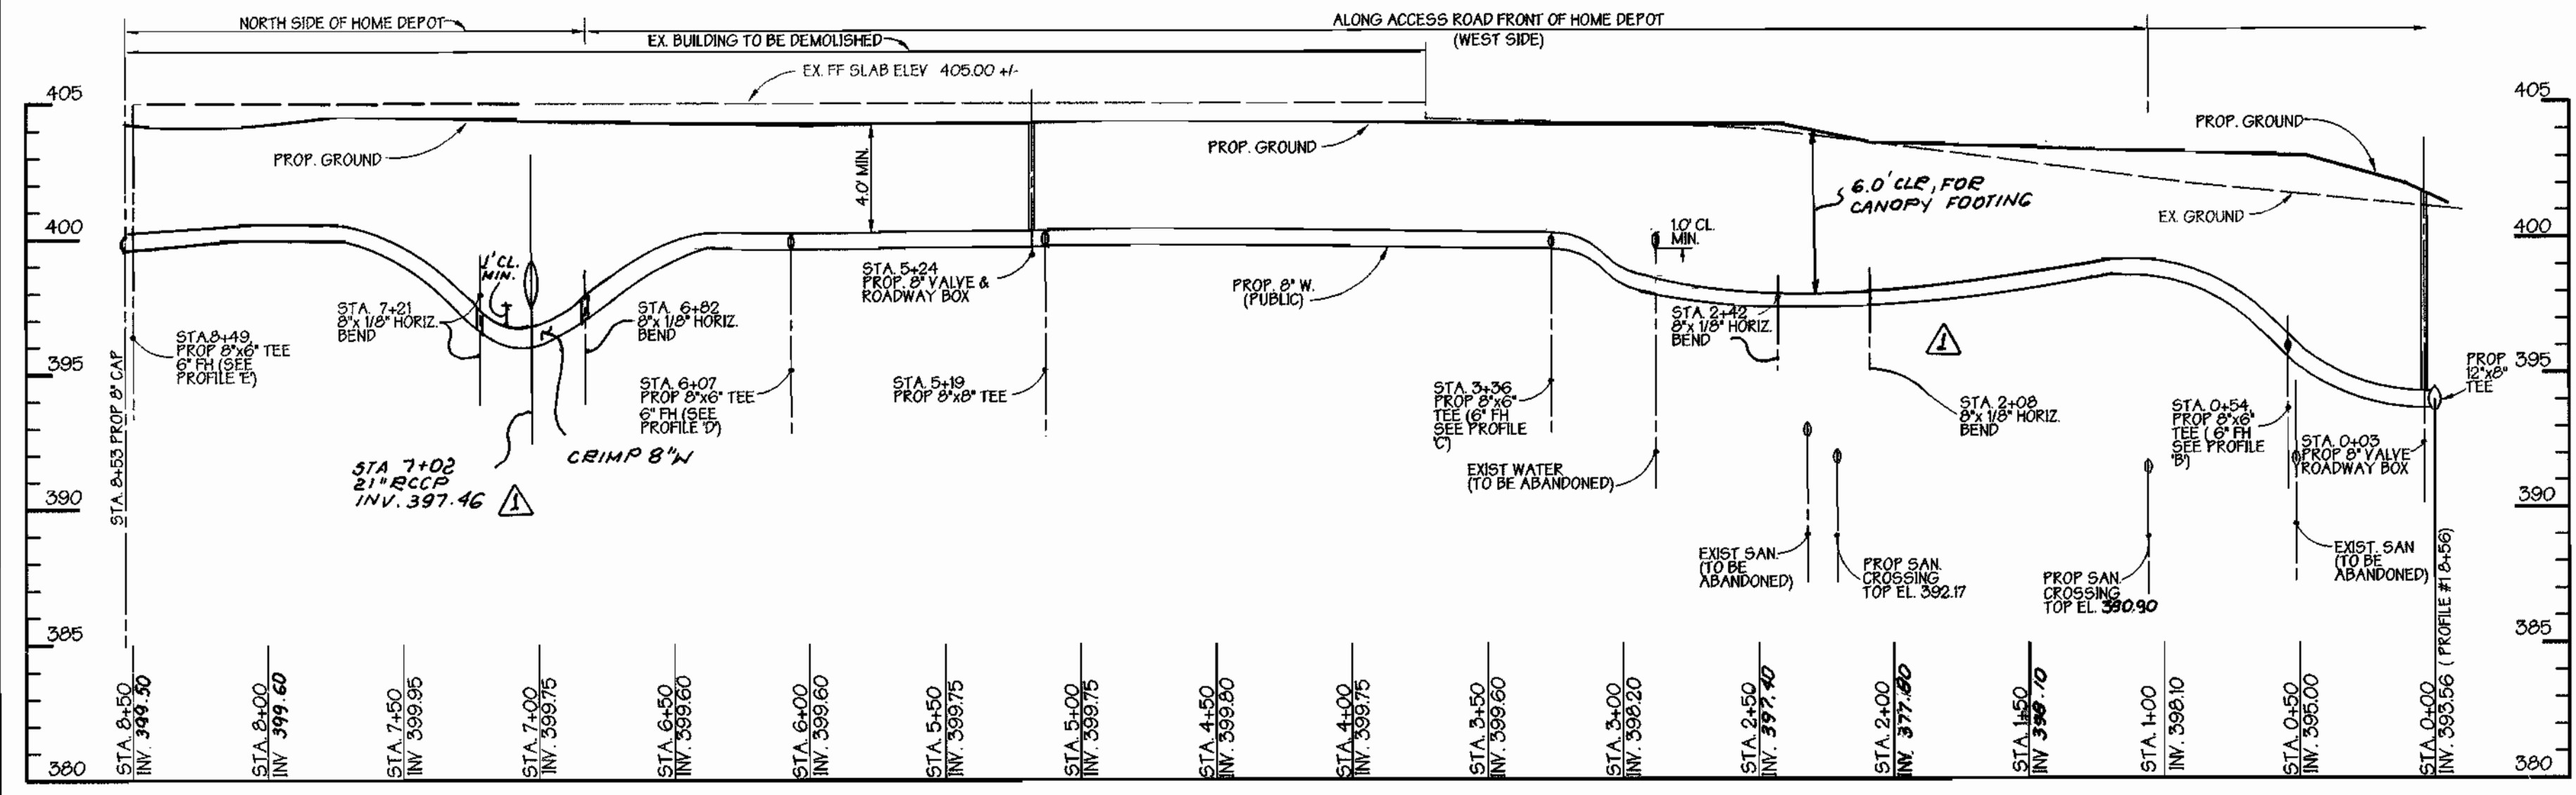 NORTH SIDE OF HOME DEPOT
ALONG ACCESS ROAD FRONT OF HOME DEPOT
(WEST SIDE)
EX. BUILDING TO BE DEMOLISHED
EX. FF SLAB ELEV 405.00 +/-
405
405
PROP. GROUND
4.0' MIN.
PROP. GROUND
PROP. GROUND
6.0' CLR, FOR
CANOPY FOOTING
EX. GROUND
400
400
1' CL.
MIN.
1.0' CL.
MIN.
STA. 8+53 PROP 8" CAP
STA.8+49
PROP 8"x6" TEE
6" FH (SEE
PROFILE 'E')
STA. 7+21
8"x 1/8" HORIZ.
BEND
STA. 6+82
8"x 1/8" HORIZ.
BEND
STA. 5+24
PROP. 8" VALVE &
ROADWAY BOX
PROP. 8" W.
(PUBLIC)
STA. 2+42
8"x 1/8" HORIZ.
BEND
1
395
395
STA. 6+07
PROP 8"x6" TEE
6" FH (SEE
PROFILE 'D')
STA. 5+19
PROP 8"x8" TEE
STA. 3+36
PROP 8"x6"
TEE (6" FH
SEE PROFILE
'C')
STA. 2+08
8"x 1/8" HORIZ.
BEND
STA. 0+54
PROP 8"x6"
TEE ( 6" FH
SEE PROFILE
'B')
STA. 0+03
PROP 8" VALVE
ROADWAY BOX
PROP
12"x8"
TEE
STA 7+02
21" RCCP
INV. 397.46
1
CRIMP 8"W
EXIST WATER
(TO BE ABANDONED)
390
390
EXIST SAN.
(TO BE
ABANDONED)
PROP SAN.
CROSSING
TOP EL. 392.17
PROP SAN.
CROSSING
TOP EL. 390.90
EXIST. SAN
(TO BE
ABANDONED)
385
385
380
380
STA. 8+50
INV. 399.50
STA. 8+00
INV 399.60
STA. 7+50
INV 399.95
STA. 7+00
INV. 399.75
STA. 6+50
INV. 399.60
STA. 6+00
INV. 399.60
STA. 5+50
INV. 399.75
STA. 5+00
INV. 399.75
STA. 4+50
INV. 399.80
STA. 4+00
INV. 399.75
STA. 3+50
INV. 399.60
STA. 3+00
INV. 398.20
STA. 2+50
INV. 397.40
STA. 2+00
INV. 377.80
STA. 1+50
INV 398.10
STA. 1+00
INV. 398.10
STA. 0+50
INV. 395.00
STA. 0+00
INV. 393.56 ( PROFILE #1 8+56)